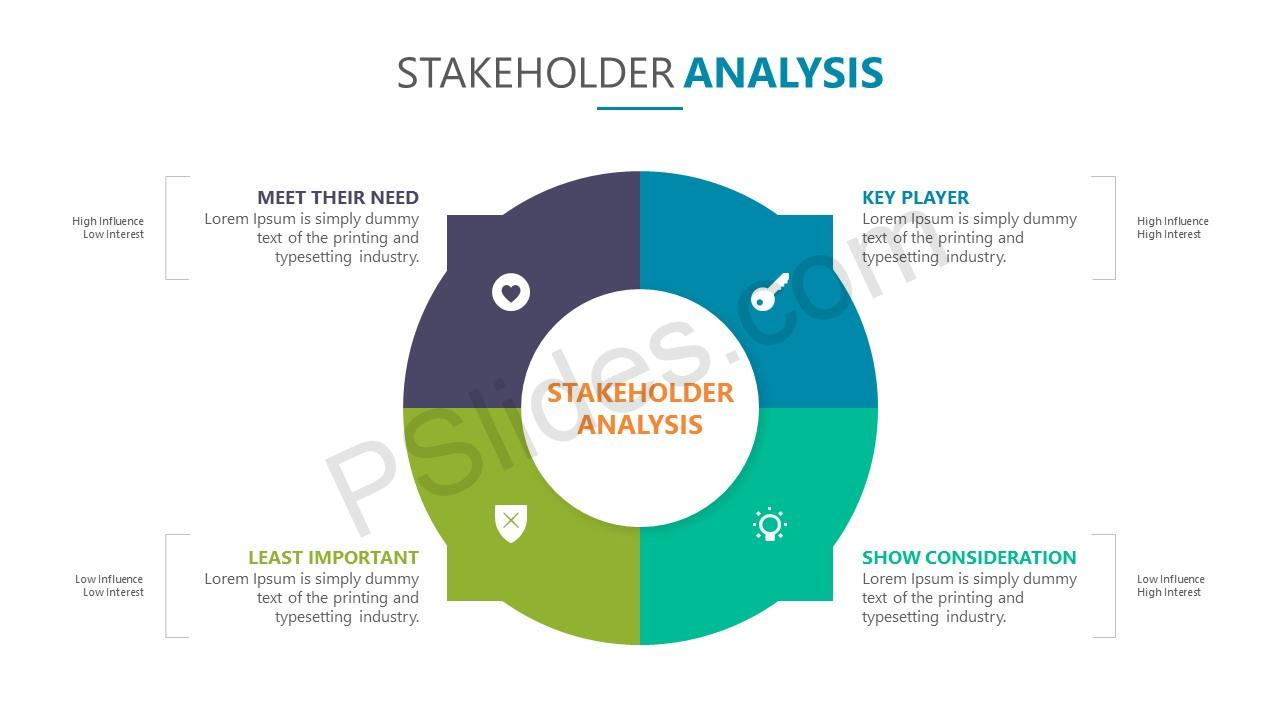 STAKEHOLDER ANALYSIS
MEET THEIR NEED
Lorem Ipsum is simply dummy
text of the printing and
typesetting industry.
High Influence
Low Interest
KEY PLAYER
Lorem Ipsum is simply dummy
text of the printing and
typesetting industry.
High Influence
High Interest
STAKEHOLDER
ANALYSIS
PSlides.com
LEAST IMPORTANT
Lorem Ipsum is simply dummy
text of the printing and
typesetting industry.
Low Influence
Low Interest
SHOW CONSIDERATION
Lorem Ipsum is simply dummy
text of the printing and
typesetting industry.
Low Influence
High Interest